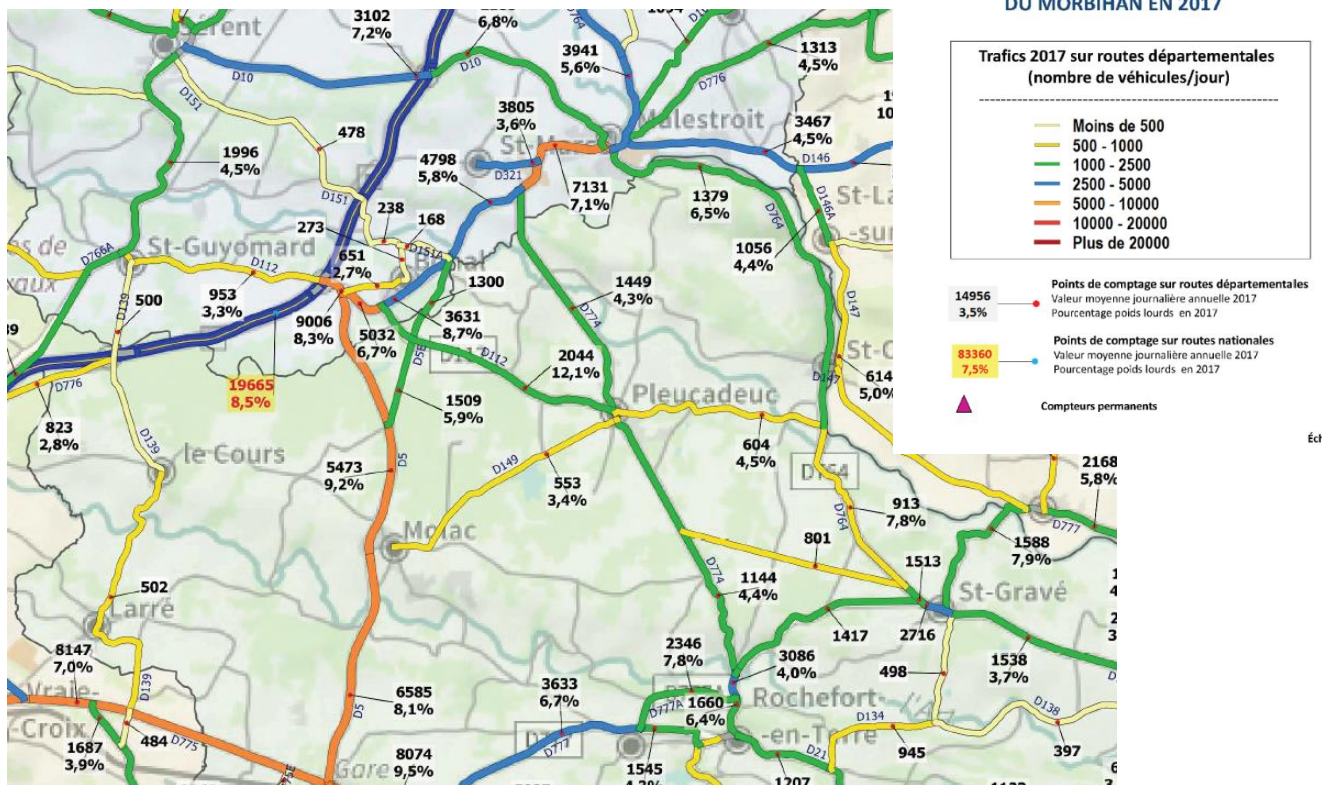 DU MORBIHAN EN 2017
Trafics 2017 sur routes départementales
(nombre de véhicules/jour)
Moins de 500
500 - 1000
1000 - 2500
2500 - 5000
5000 - 10000
10000 - 20000
Plus de 20000
14956
3,5%
Points de comptage sur routes départementales
Valeur moyenne journalière annuelle 2017
Pourcentage poids lourds en 2017
83360
7,5%
Points de comptage sur routes nationales
Valeur moyenne journalière annuelle 2017
Pourcentage poids lourds en 2017
Compteurs permanents
Éch
3102
7,2%
6,8%
D764
3941
5,6%
1313
4,5%
D776
D10
D10
D151
478
1996
4,5%
3805
3,6%
Malestroit
3467
4,5%
D146
4798
5,8%
D321
7131
7,1%
1379
6,5%
D764
D146A
St-La
-sur
D151
238
168
273
D151A
651
2,7%
1056
4,4%
D766A
St-Guyomard
D112
D139
953
3,3%
500
1300
1449
4,3%
D774
D147
9006
8,3%
5032
6,7%
3631
8,7%
D112
2044
12,1%
D147
614
5,0%
D776
19665
8,5%
823
2,8%
1509
5,9%
Pleucadeuc
604
4,5%
D139
le Cours
5473
9,2%
D5
D149
553
3,4%
D764
913
7,8%
2168
5,8%
D777
Molac
801
1588
7,9%
502
Larré
D774
1144
4,4%
1513
St-Gravé
1417
2716
8147
7,0%
D139
2346
7,8%
3086
4,0%
498
1538
3,7%
6585
8,1%
D5
3633
6,7%
D777A
1660
6,4%
Rochefort-
-en-Terre
Vraie-
-Croix
1687
3,9%
484
D775
D777
D134
945
D138
397
8074
9,5%
Gare
1545
D21
1207